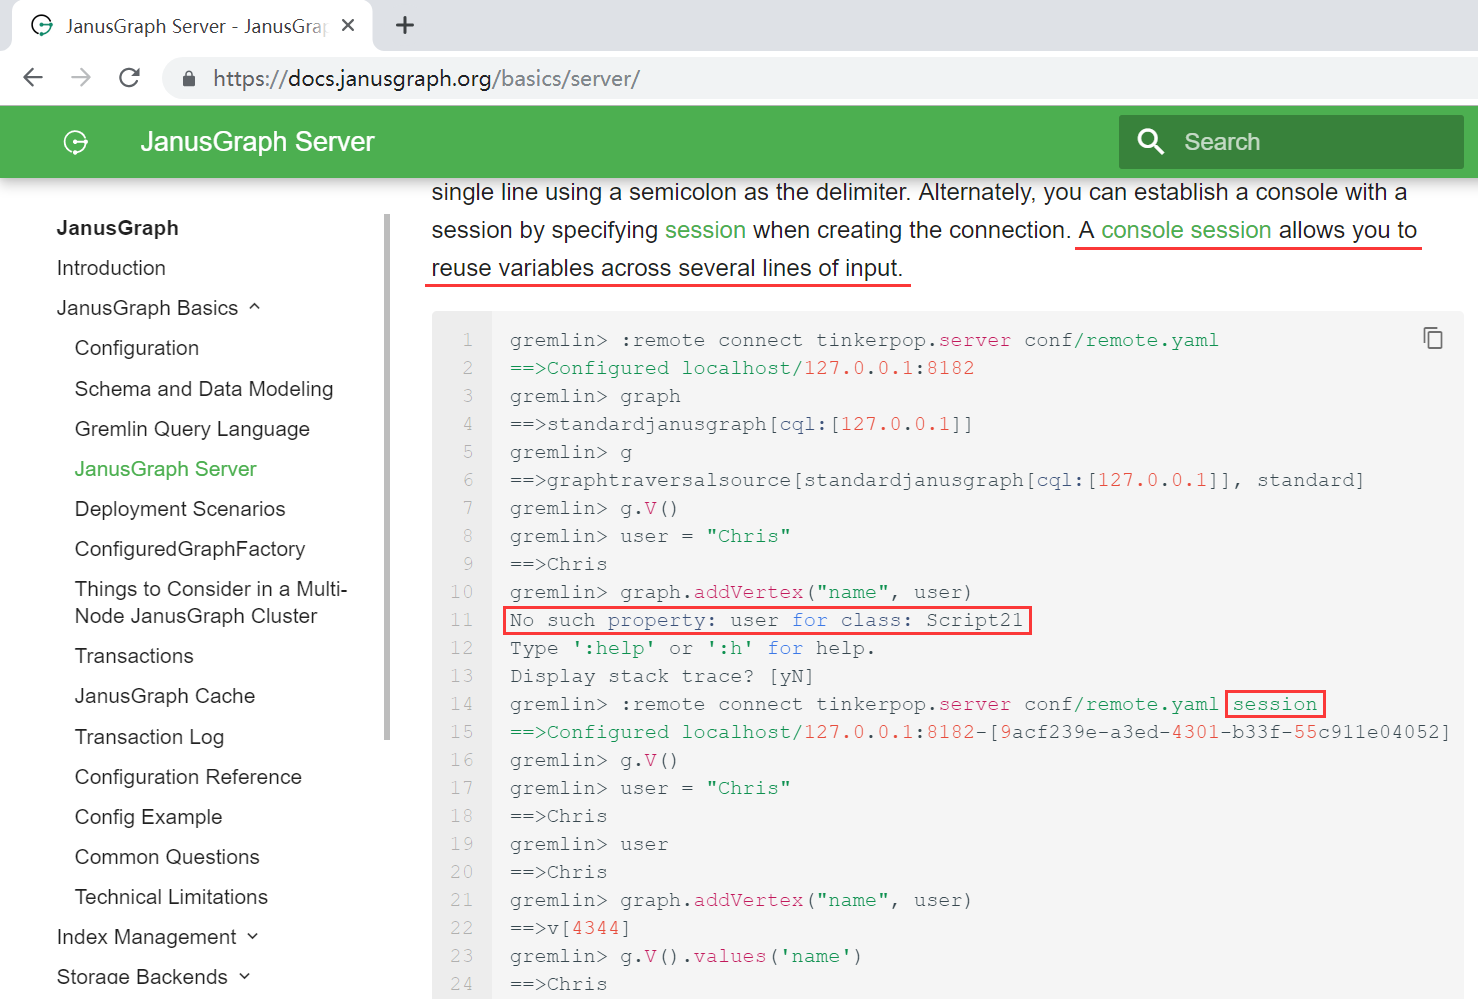 JanusGraph Server - JanusGra
https://docs.janusgraph.org/basics/server/
JanusGraph Server
Search
single line using a semicolon as the delimiter. Alternately, you can establish a console with a
session by specifying session when creating the connection. A console session allows you to
reuse variables across several lines of input.
JanusGraph
Introduction
JanusGraph Basics
Configuration
Schema and Data Modeling
Gremlin Query Language
JanusGraph Server
Deployment Scenarios
ConfiguredGraphFactory
Things to Consider in a Multi-
Node JanusGraph Cluster
Transactions
JanusGraph Cache
Transaction Log
Configuration Reference
Config Example
Common Questions
Technical Limitations
Index Management
Storage Backends
1 gremlin> :remote connect tinkerpop.server conf/remote.yaml
2 ==>Configured localhost/127.0.0.1:8182
3 gremlin> graph
4 ==>standardjanusgraph[cql:[127.0.0.1]]
5 gremlin> g
6 ==>graphtraversalsource[standardjanusgraph[cql:[127.0.0.1]], standard]
7 gremlin> g.V()
8 gremlin> user = "Chris"
9 ==>Chris
10 gremlin> graph.addVertex("name", user)
11 No such property: user for class: Script21
12 Type ':help' or ':h' for help.
13 Display stack trace? [yN]
14 gremlin> :remote connect tinkerpop.server conf/remote.yaml session
15 ==>Configured localhost/127.0.0.1:8182-[9acf239e-a3ed-4301-b33f-55c911e04052]
16 gremlin> g.V()
17 gremlin> user = "Chris"
18 ==>Chris
19 gremlin> user
20 ==>Chris
21 gremlin> graph.addVertex("name", user)
22 ==>v[4344]
23 gremlin> g.V().values('name')
24 ==>Chris